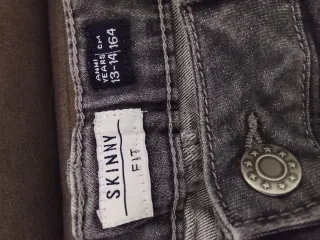 ANNI CM
YEARS
13-14 164
SKINNY
FIT